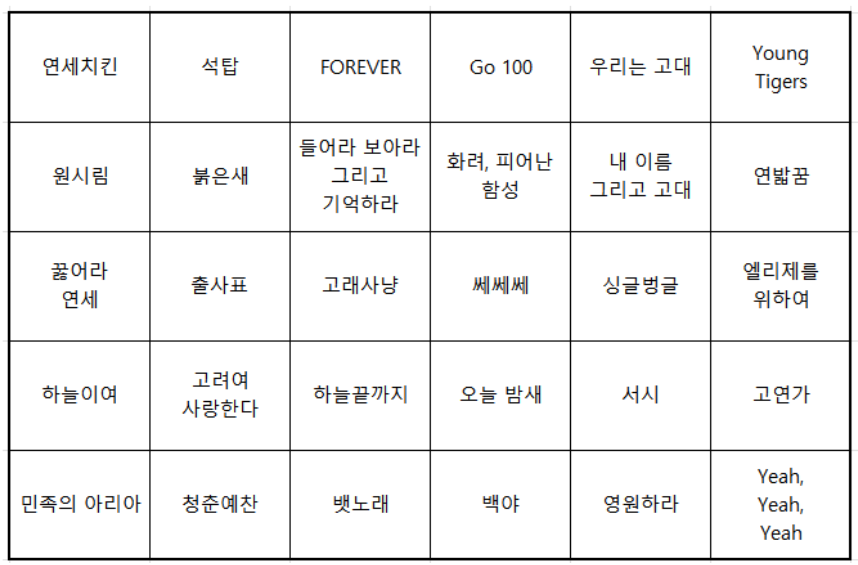 연세치킨
석탑
FOREVER
Go 100
우리는 고대
Young
Tigers
원시림
붉은새
들어라 보아라
그리고
기억하라
화려, 피어난
함성
내 이름
그리고 고대
연밟꿈
꿇어라
연세
출사표
고래사냥
쎄쎄쎄
싱글벙글
엘리제를
위하여
하늘이여
고려여
사랑한다
하늘끝까지
오늘 밤새
서시
고연가
민족의 아리아
청춘예찬
뱃노래
백야
영원하라
Yeah,
Yeah,
Yeah